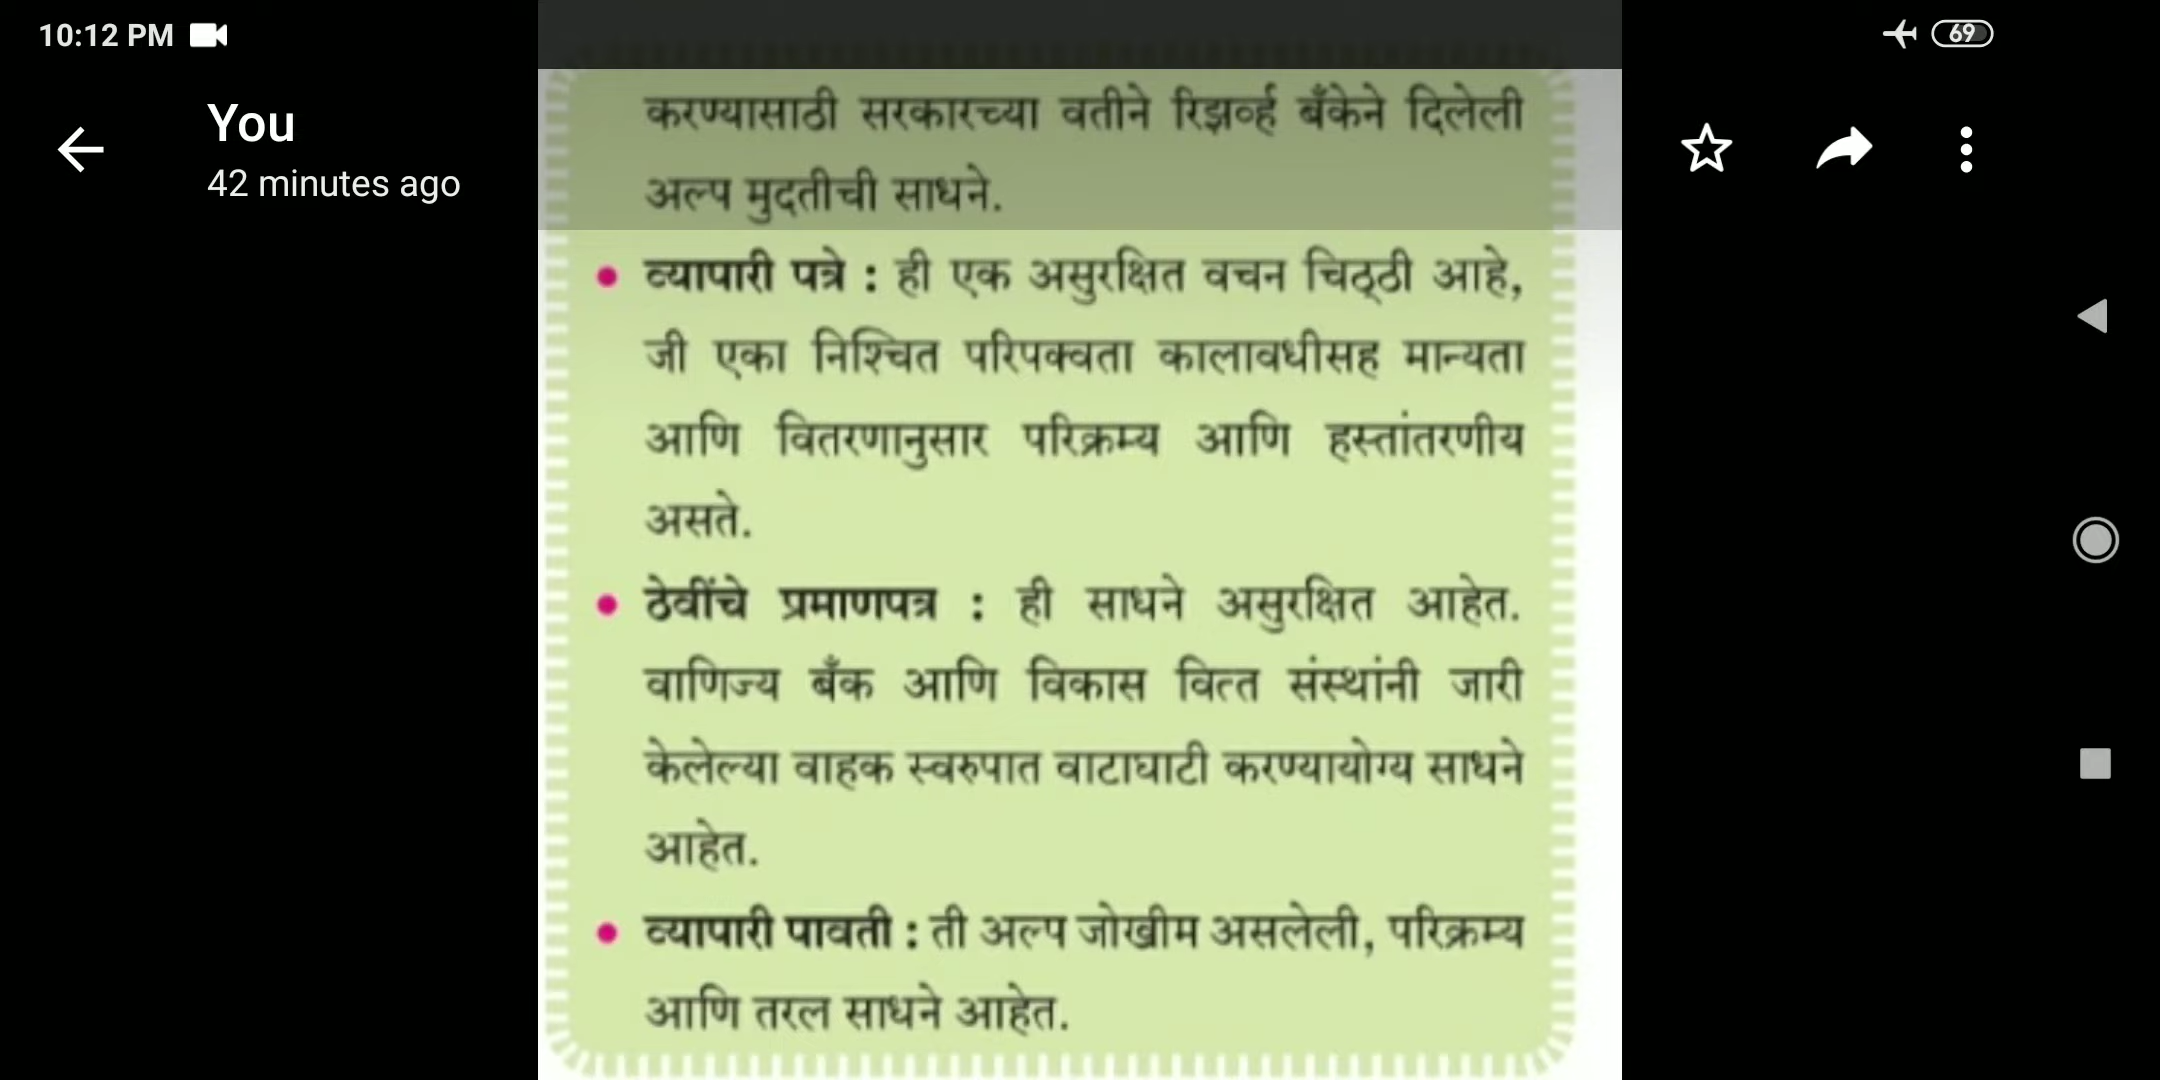 10:12 PM
69
You
42 minutes ago
करण्यासाठी सरकारच्या वतीने रिझर्व्ह बँकेने दिलेली
अल्प मुदतीची साधने.
• व्यापारी पत्रे : ही एक असुरक्षित वचन चिठ्ठी आहे,
जी एका निश्चित परिपक्वता कालावधीसह मान्यता
आणि वितरणानुसार परिक्रम्य आणि हस्तांतरणीय
असते.
• ठेवींचे प्रमाणपत्र : ही साधने असुरक्षित आहेत.
वाणिज्य बँक आणि विकास वित्त संस्थांनी जारी
केलेल्या वाहक स्वरुपात वाटाघाटी करण्यायोग्य साधने
आहेत.
• व्यापारी पावती : ती अल्प जोखीम असलेली, परिक्रम्य
आणि तरल साधने आहेत.